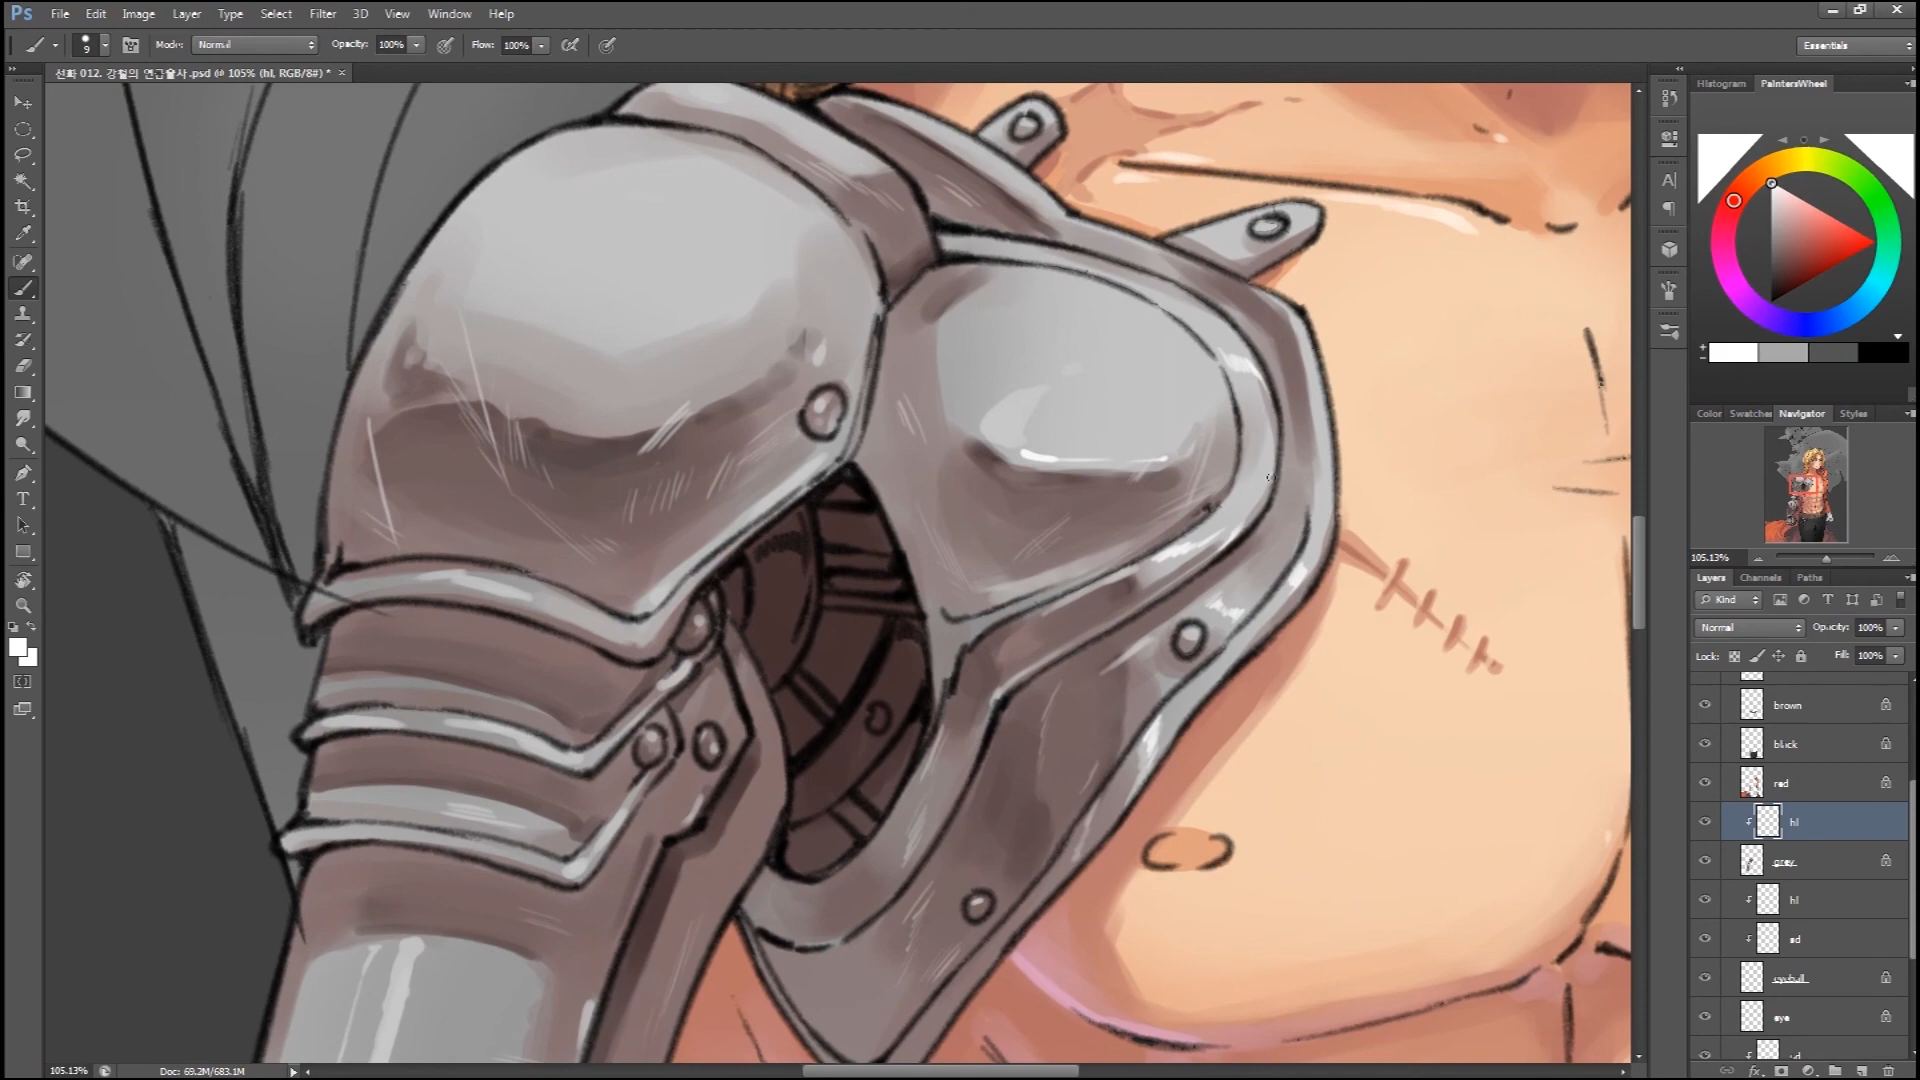 Ps File Edit Image Layer Type Select Filter 3D View Window Help
9 Mode: Normal Opacity: 100% Flow: 100% Essentials
선화 012. 강철의 연금술사 .psd @ 105% (hl, RGB/8#) * ×
Histogram PaintersWheel
Color Swatches Navigator Styles
105.13%
Layers Channels Paths
Kind
Normal Opacity: 100%
Lock: Fill: 100%
brown
black
red
hl
grey
hl
sd
eyeball
eye
105.13% Doc: 69.2M/683.1M